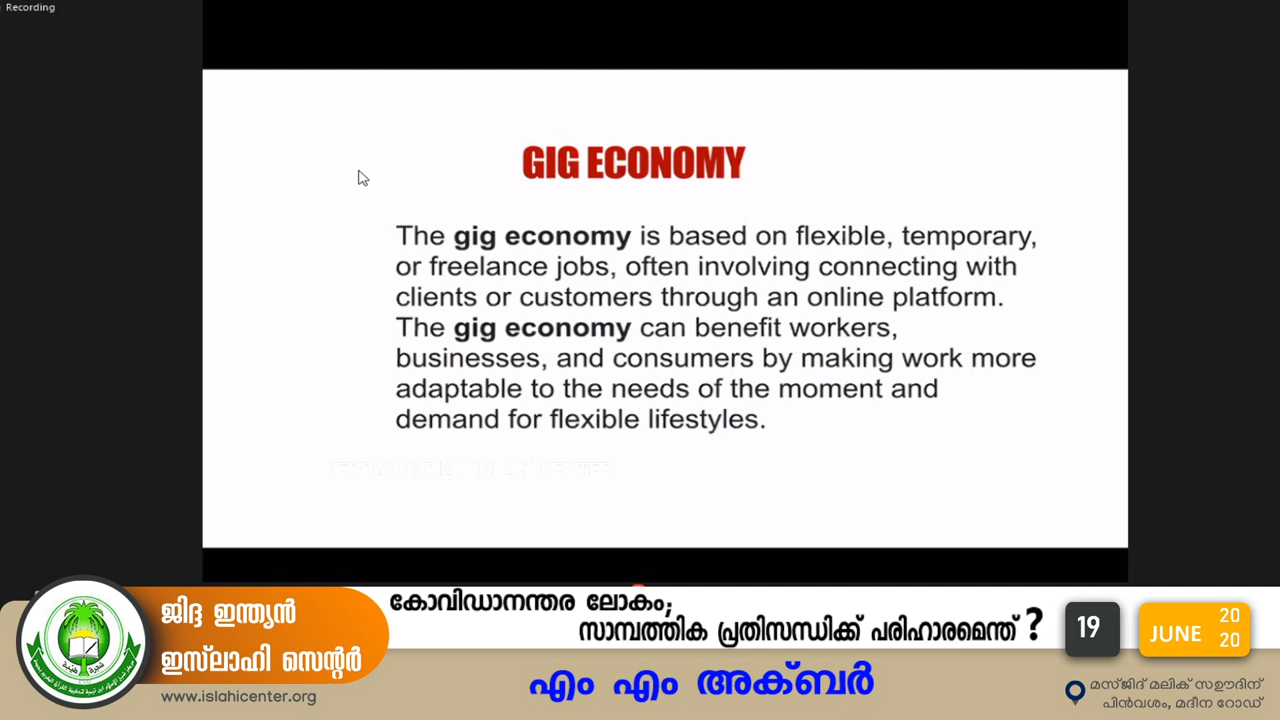 Recording
GIG ECONOMY
The gig economy is based on flexible, temporary,
or freelance jobs, often involving connecting with
clients or customers through an online platform.
The gig economy can benefit workers,
businesses, and consumers by making work more
adaptable to the needs of the moment and
demand for flexible lifestyles.
ജിദ്ദ ഇന്ത്യൻ
ഇസ്‌ലാഹി സെന്റർ
www.islahicenter.org
കോവിഡാനന്തര ലോകം;
സാമ്പത്തിക പ്രതിസന്ധിക്ക് പരിഹാരമെന്ത് ?
എം എം അക്ബർ
19
JUNE
20
20
മസ്ജിദ് മലിക് സഊദിന്
പിൻവശം, മദീന റോഡ്